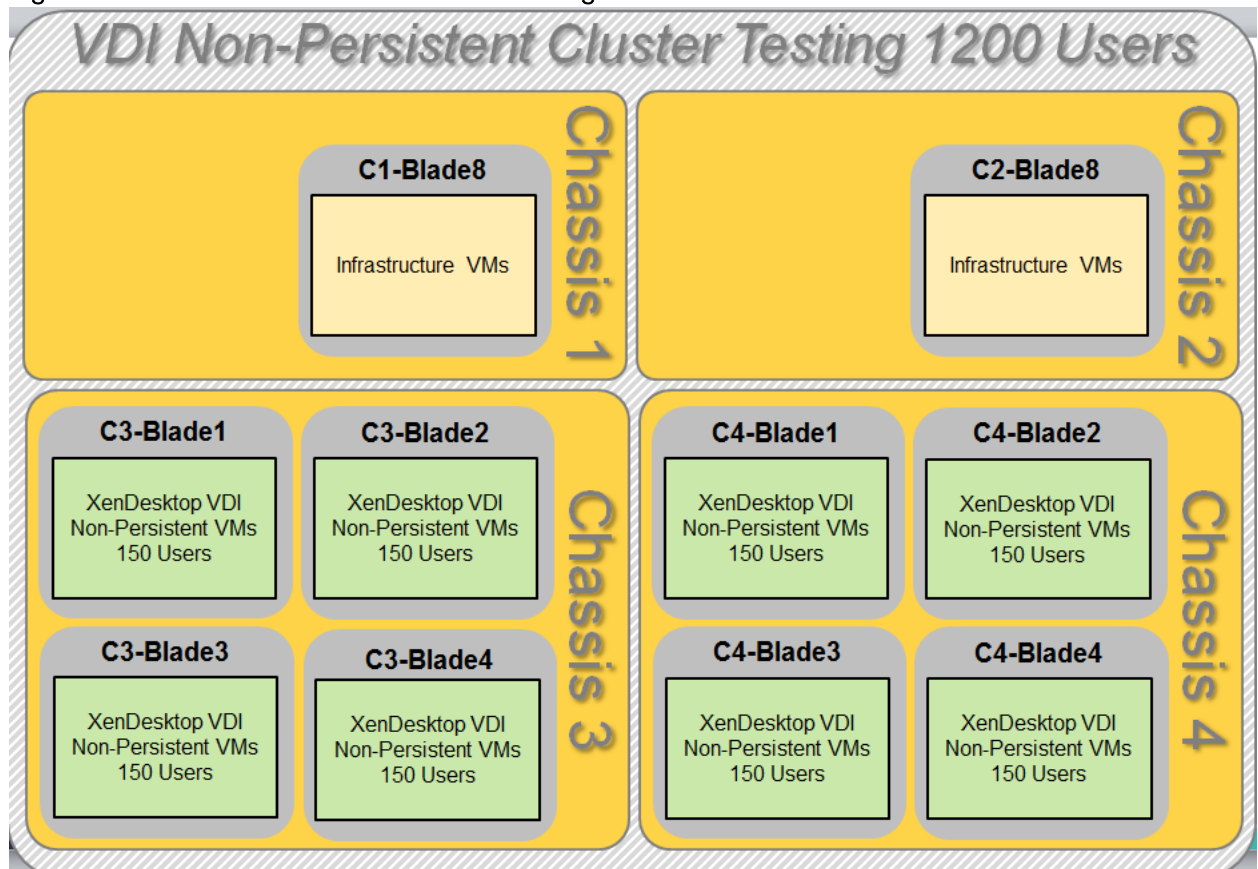 VDI Non-Persistent Cluster Testing 1200 Users
C1-Blade8
Infrastructure VMs
Chassis 1
C2-Blade8
Infrastructure VMs
Chassis 2
C3-Blade1
XenDesktop VDI
Non-Persistent VMs
150 Users
C3-Blade2
XenDesktop VDI
Non-Persistent VMs
150 Users
C3-Blade3
XenDesktop VDI
Non-Persistent VMs
150 Users
C3-Blade4
XenDesktop VDI
Non-Persistent VMs
150 Users
Chassis 3
C4-Blade1
XenDesktop VDI
Non-Persistent VMs
150 Users
C4-Blade2
XenDesktop VDI
Non-Persistent VMs
150 Users
C4-Blade3
XenDesktop VDI
Non-Persistent VMs
150 Users
C4-Blade4
XenDesktop VDI
Non-Persistent VMs
150 Users
Chassis 4